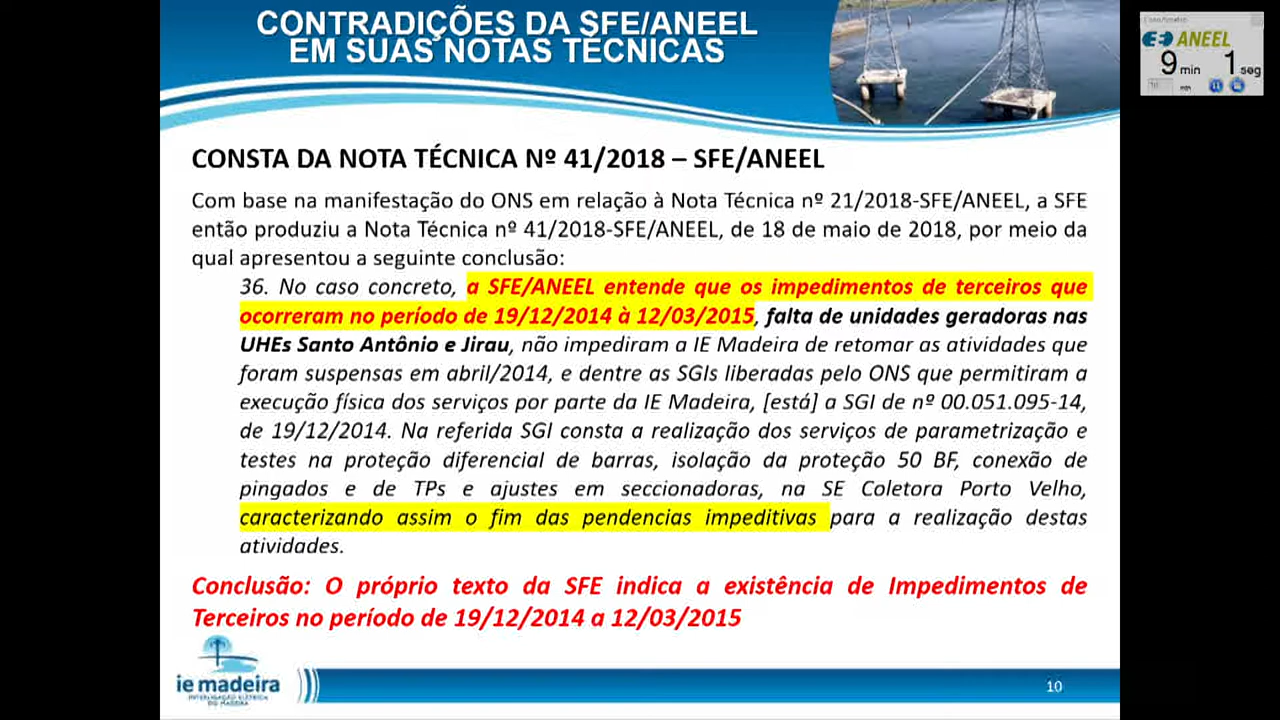 CONTRADIÇÕES DA SFE/ANEEL
EM SUAS NOTAS TÉCNICAS
ANEEL
9 min 1 seg
CONSTA DA NOTA TÉCNICA Nº 41/2018 – SFE/ANEEL
Com base na manifestação do ONS em relação à Nota Técnica nº 21/2018-SFE/ANEEL, a SFE
então produziu a Nota Técnica nº 41/2018-SFE/ANEEL, de 18 de maio de 2018, por meio da
qual apresentou a seguinte conclusão:
36. No caso concreto, a SFE/ANEEL entende que os impedimentos de terceiros que
ocorreram no período de 19/12/2014 à 12/03/2015, falta de unidades geradoras nas
UHEs Santo Antônio e Jirau, não impediram a IE Madeira de retomar as atividades que
foram suspensas em abril/2014, e dentre as SGIs liberadas pelo ONS que permitiram a
execução física dos serviços por parte da IE Madeira, [está] a SGI de nº 00.051.095-14,
de 19/12/2014. Na referida SGI consta a realização dos serviços de parametrização e
testes na proteção diferencial de barras, isolação da proteção 50 BF, conexão de
pingados e de TPs e ajustes em seccionadoras, na SE Coletora Porto Velho,
caracterizando assim o fim das pendencias impeditivas para a realização destas
atividades.
Conclusão: O próprio texto da SFE indica a existência de Impedimentos de
Terceiros no período de 19/12/2014 a 12/03/2015
ie madeira
INTERLIGAÇÃO ELÉTRICA
DO MADEIRA
10